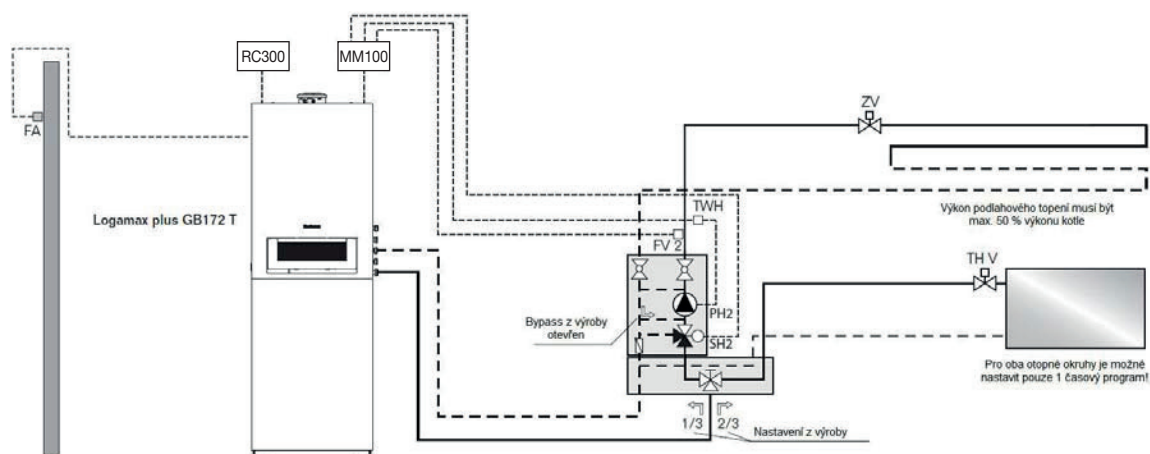 RC300
MM100
FA
Logamax plus GB172 T
ZV
TWH
FV 2
Výkon podlahového topení musí být
max. 50 % výkonu kotle
TH V
PH2
Bypass z výroby
otevřen
SH2
Pro oba otopné okruhy je možné
nastavit pouze 1 časový program!
1/3 2/3
Nastavení z výroby